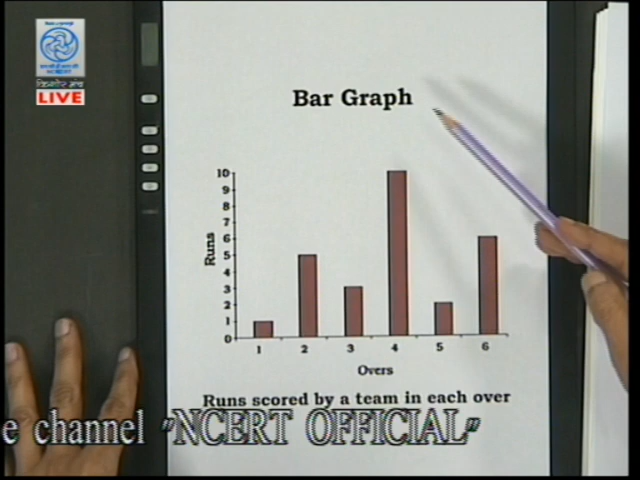 NCERT
किशोर मंच
LIVE
Bar Graph
10
9
8
7
6
5
4
3
2
1
0
Runs
1 2 3 4 5 6
Overs
Runs scored by a team in each over
e channel "NCERT OFFICIAL"